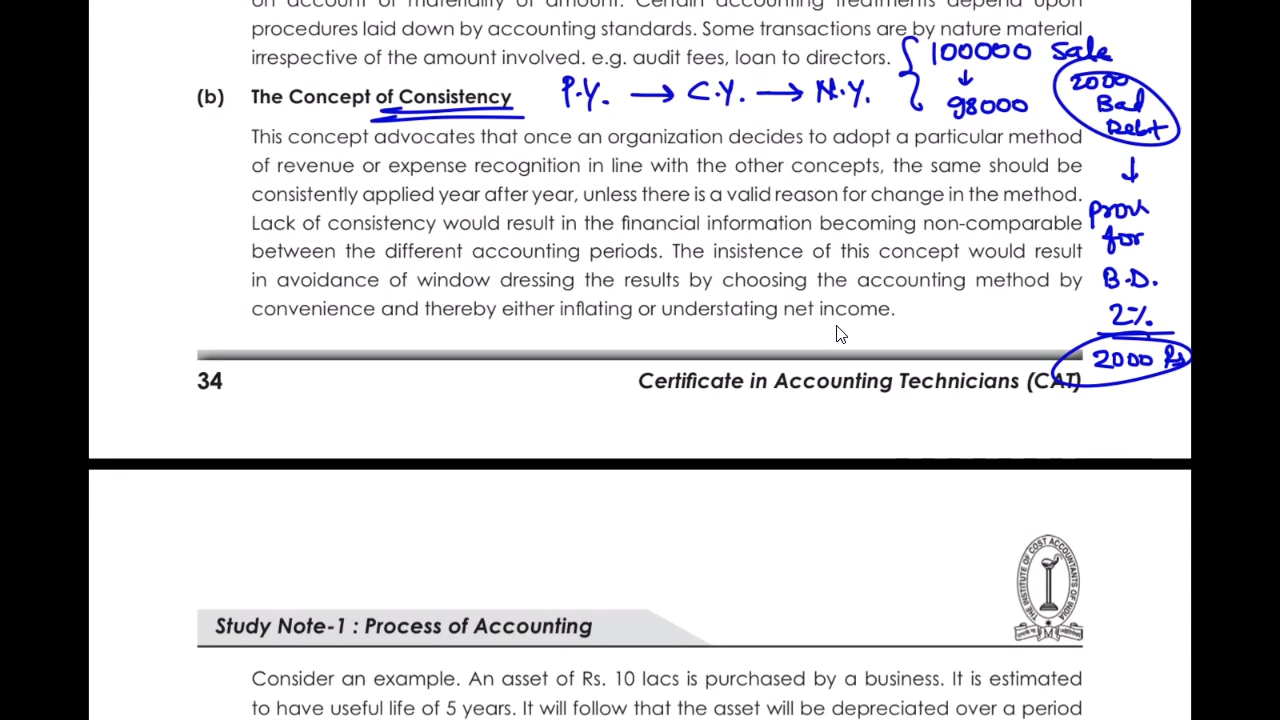 on account of materiality of amount. Certain accounting treatments depend upon
procedures laid down by accounting standards. Some transactions are by nature material
irrespective of the amount involved. e.g. audit fees, loan to directors.
100000 Sale
↓
98000
2000
Bad
Debt
↓
Prov
for
B.D.
2%
2000 Rs
(b) The Concept of Consistency P.Y. → C.Y. → N.Y.
This concept advocates that once an organization decides to adopt a particular method
of revenue or expense recognition in line with the other concepts, the same should be
consistently applied year after year, unless there is a valid reason for change in the method.
Lack of consistency would result in the financial information becoming non-comparable
between the different accounting periods. The insistence of this concept would result
in avoidance of window dressing the results by choosing the accounting method by
convenience and thereby either inflating or understating net income.
34 Certificate in Accounting Technicians (CAT)
THE INSTITUTE OF COST ACCOUNTANTS OF INDIA
Study Note-1 : Process of Accounting
Consider an example. An asset of Rs. 10 lacs is purchased by a business. It is estimated
to have useful life of 5 years. It will follow that the asset will be depreciated over a period